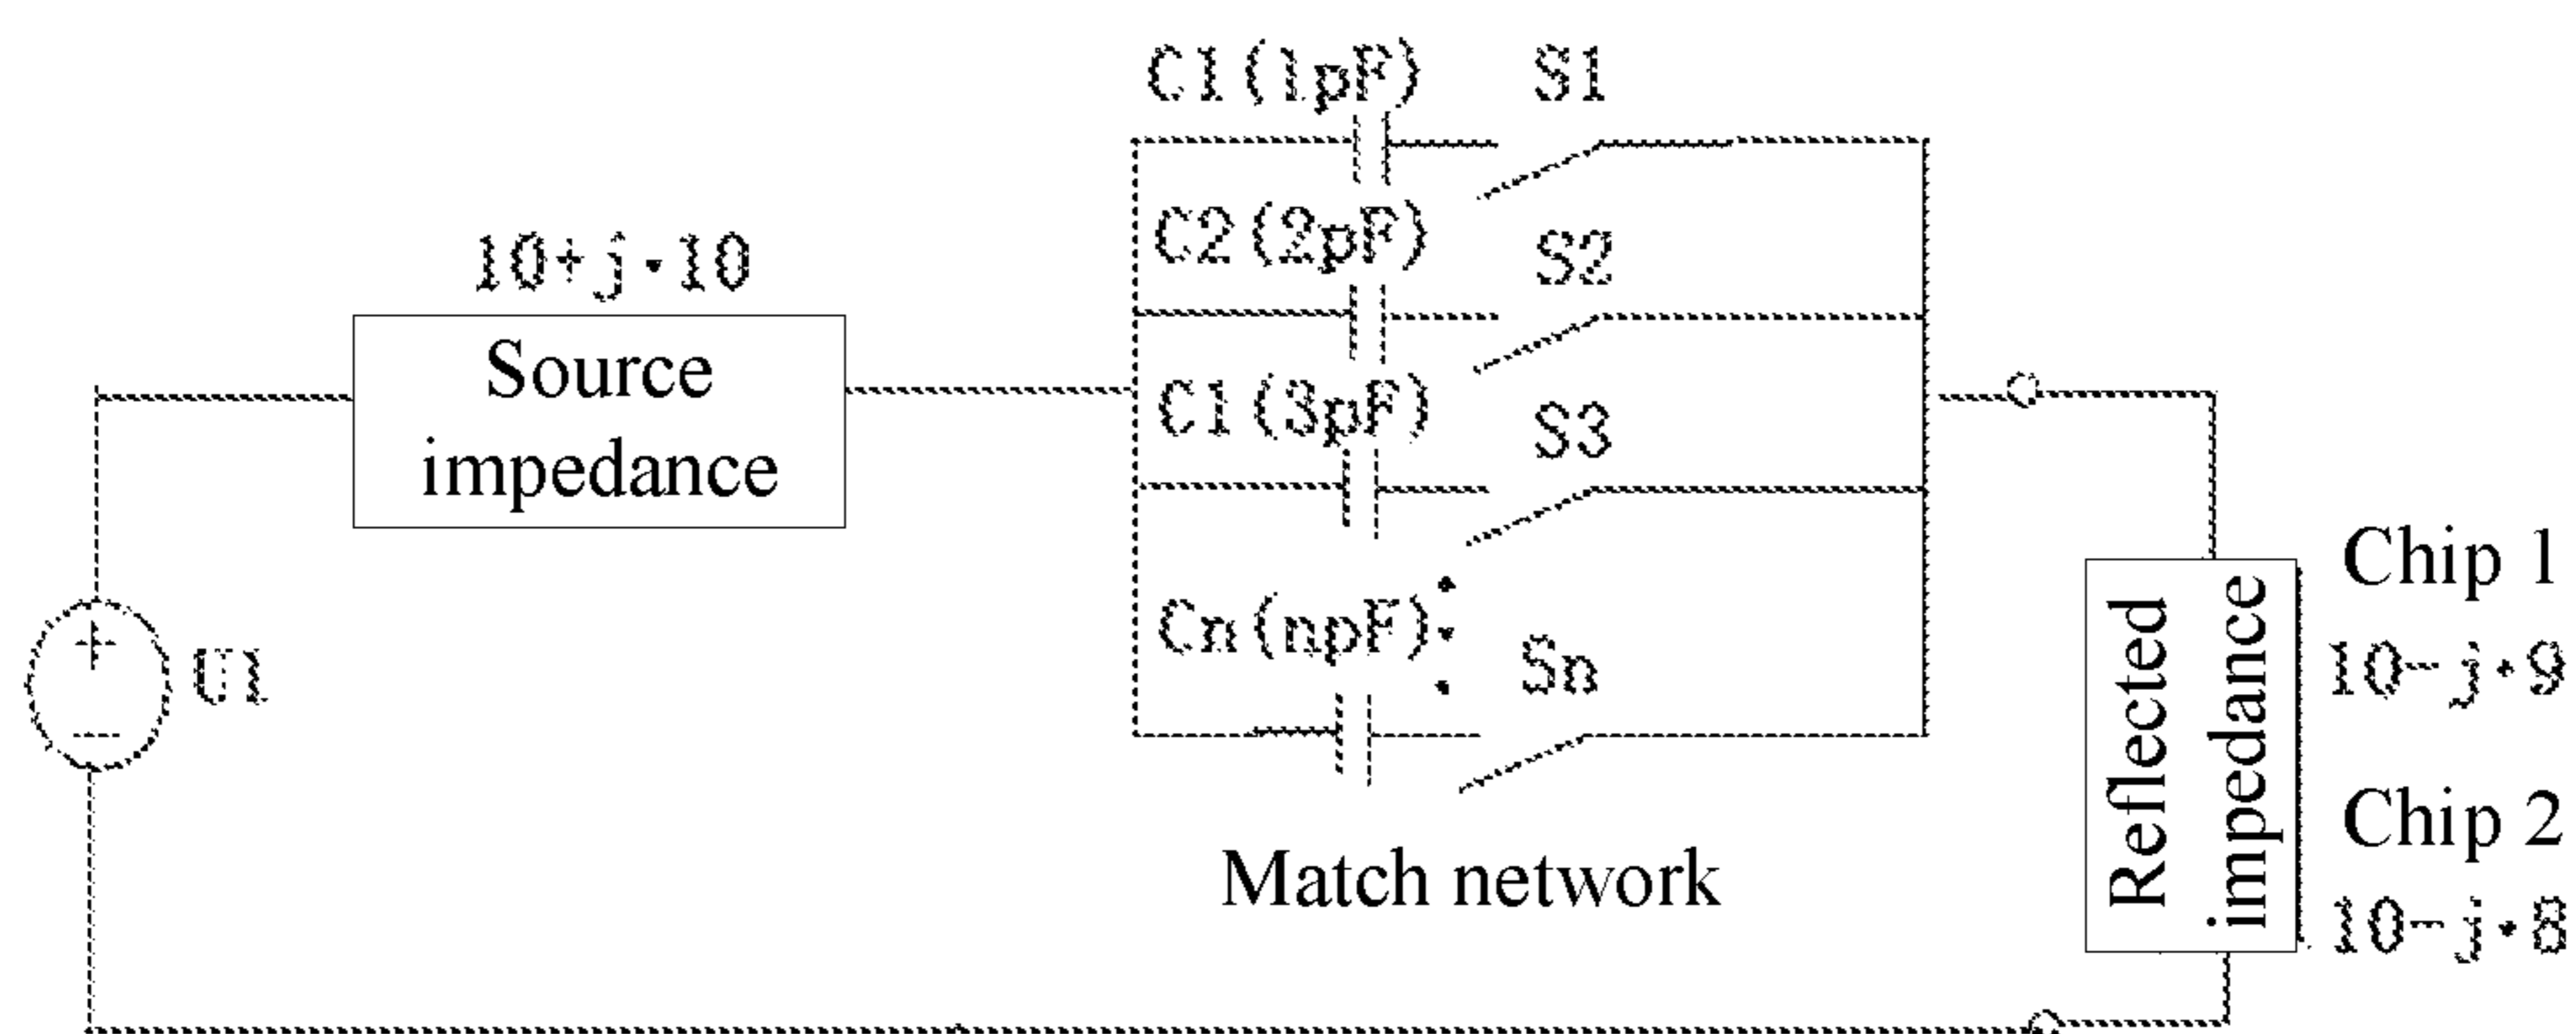 C1(1pF) S1
C2(2pF) S2
10+j·10
Source
impedance
C1(3pF) S3
Cn(npF) Sn
+
U1
−
Match network
Reflected
impedance
Chip 1
10-j·9
Chip 2
10-j·8